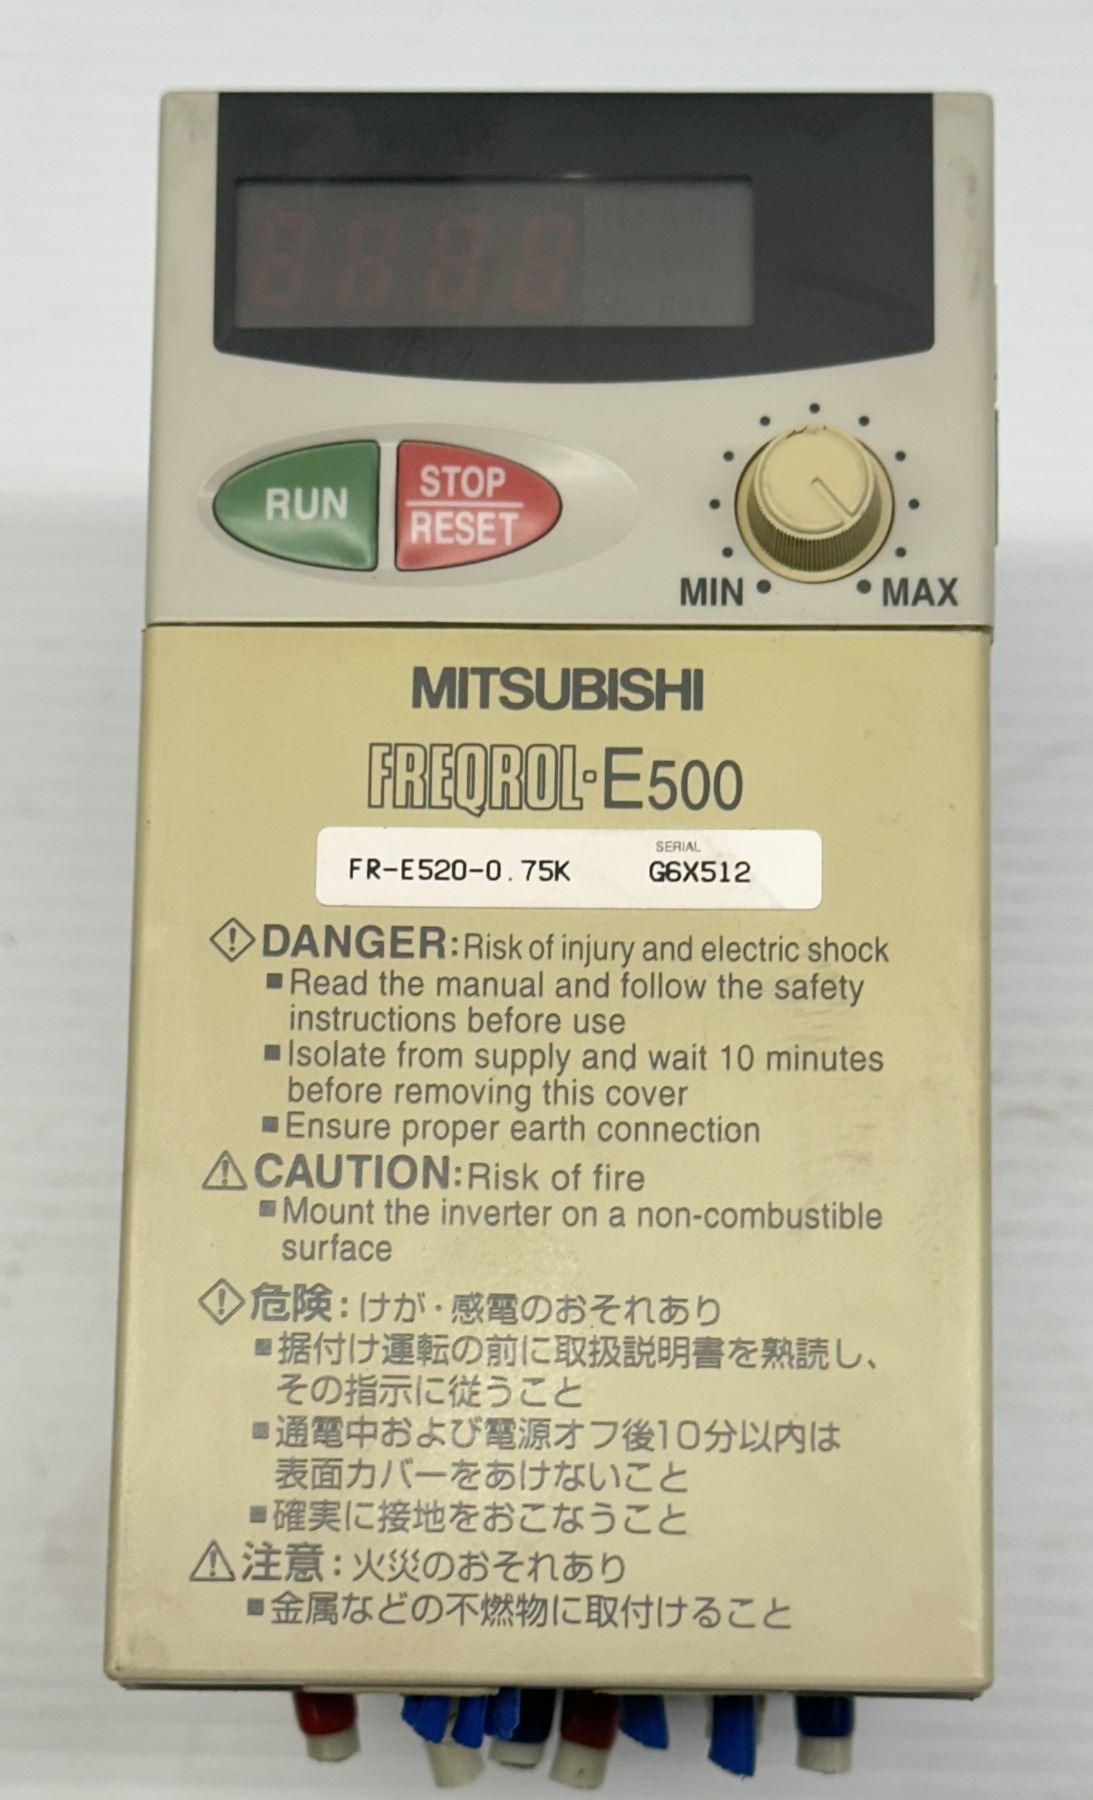 RUN
STOP
RESET
MIN
MAX
MITSUBISHI
FREQROL-E500
SERIAL
FR-E520-0.75K G6X512
DANGER:Risk of injury and electric shock
■Read the manual and follow the safety
instructions before use
■Isolate from supply and wait 10 minutes
before removing this cover
■Ensure proper earth connection
CAUTION:Risk of fire
■Mount the inverter on a non-combustible
surface
危険:けが・感電のおそれあり
■据付け運転の前に取扱説明書を熟読し、
その指示に従うこと
■通電中および電源オフ後10分以内は
表面カバーをあけないこと
■確実に接地をおこなうこと
注意:火災のおそれあり
■金属などの不燃物に取付けること